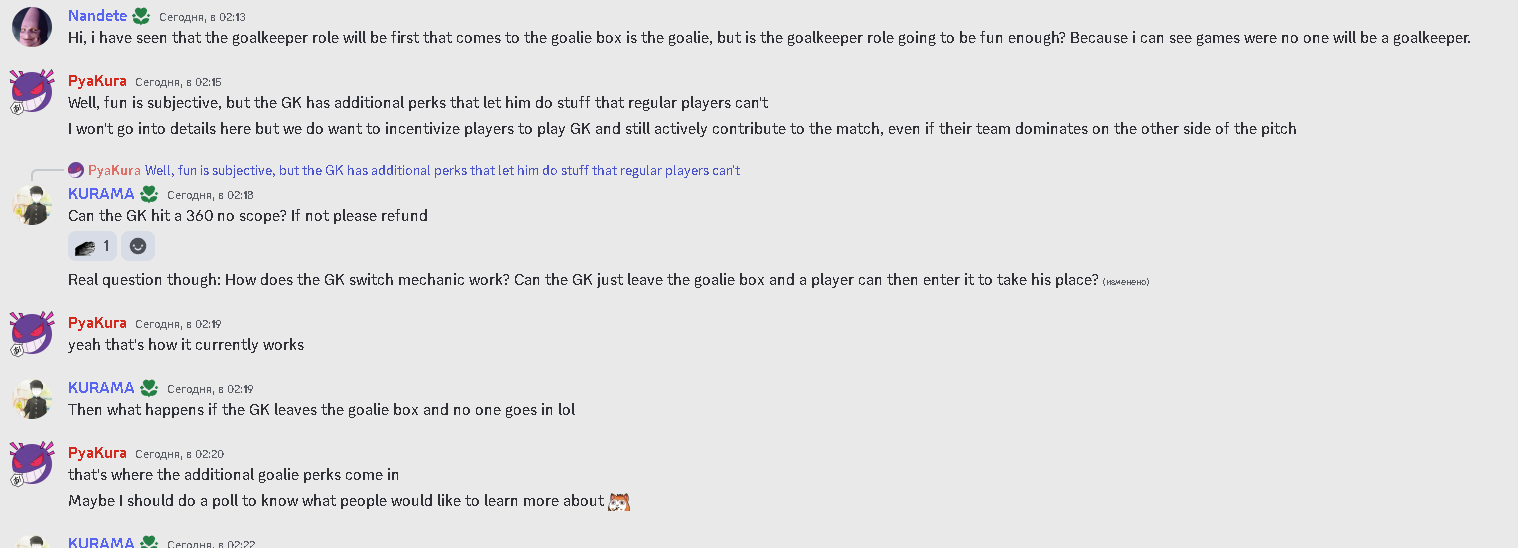 Nandete Сегодня, в 02:13
Hi, i have seen that the goalkeeper role will be first that comes to the goalie box is the goalie, but is the goalkeeper role going to be fun enough? Because i can see games were no one will be a goalkeeper.
PyaKura Сегодня, в 02:15
Well, fun is subjective, but the GK has additional perks that let him do stuff that regular players can't
I won't go into details here but we do want to incentivize players to play GK and still actively contribute to the match, even if their team dominates on the other side of the pitch
PyaKura Well, fun is subjective, but the GK has additional perks that let him do stuff that regular players can't
KURAMA Сегодня, в 02:18
Can the GK hit a 360 no scope? If not please refund
1
Real question though: How does the GK switch mechanic work? Can the GK just leave the goalie box and a player can then enter it to take his place? (изменено)
PyaKura Сегодня, в 02:19
yeah that's how it currently works
KURAMA Сегодня, в 02:19
Then what happens if the GK leaves the goalie box and no one goes in lol
PyaKura Сегодня, в 02:20
that's where the additional goalie perks come in
Maybe I should do a poll to know what people would like to learn more about
KURAMA Сегодня, в 02:22